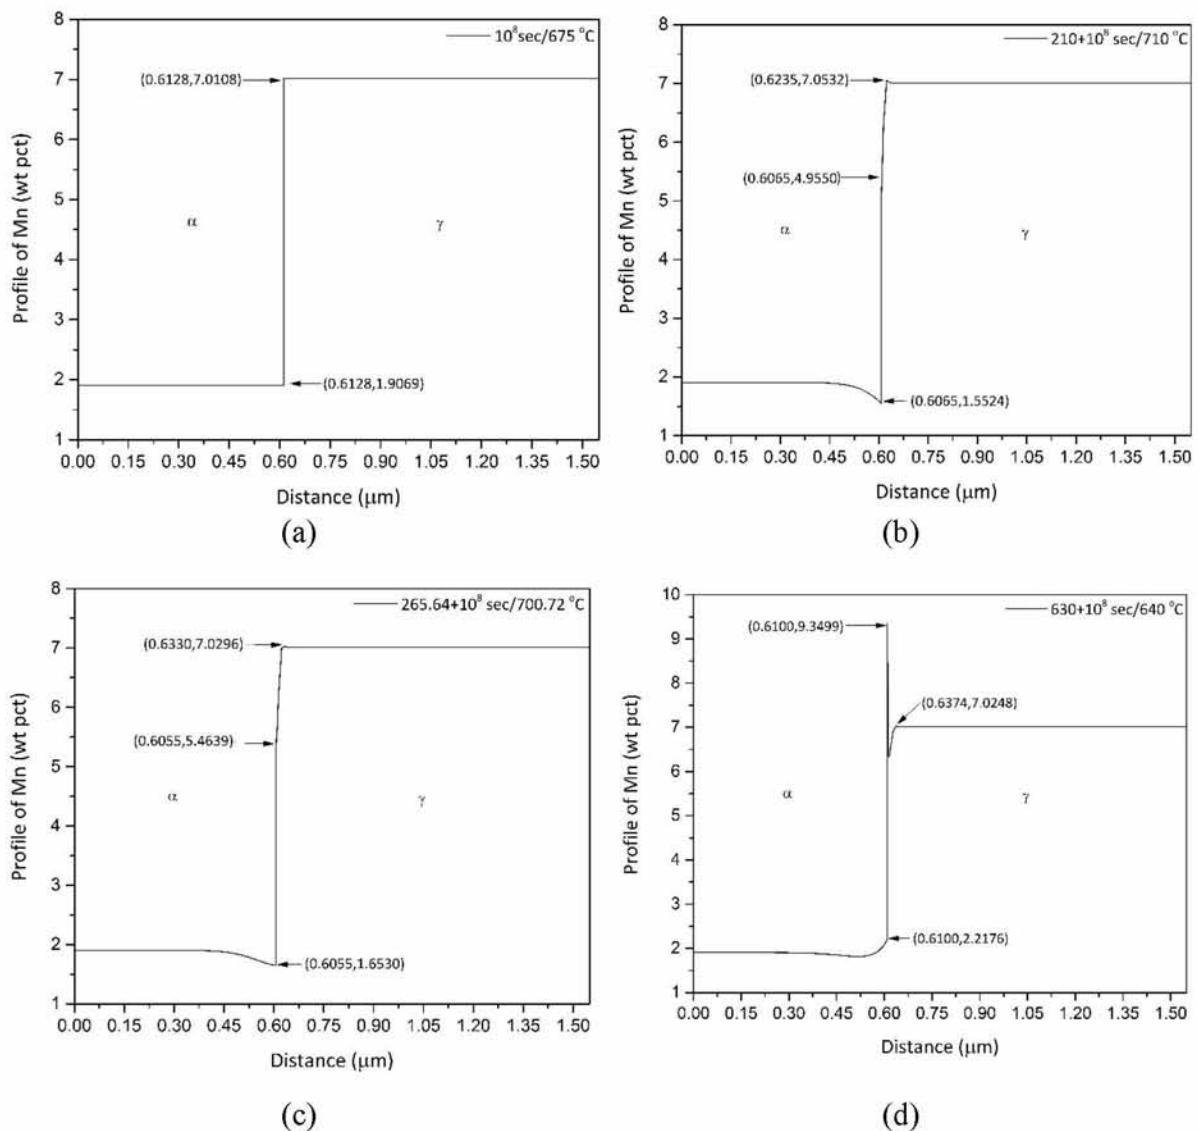 8
7
6
5
4
3
2
1
Profile of Mn (wt pct)
10⁸sec/675 °C
(0.6128,7.0108)
α
γ
(0.6128,1.9069)
0.00 0.15 0.30 0.45 0.60 0.75 0.90 1.05 1.20 1.35 1.50
Distance (μm)
(a)
8
7
6
5
4
3
2
1
Profile of Mn (wt pct)
210+10⁸ sec/710 °C
(0.6235,7.0532)
(0.6065,4.9550)
α
γ
(0.6065,1.5524)
0.00 0.15 0.30 0.45 0.60 0.75 0.90 1.05 1.20 1.35 1.50
Distance (μm)
(b)
8
7
6
5
4
3
2
1
Profile of Mn (wt pct)
265.64+10⁸ sec/700.72 °C
(0.6330,7.0296)
(0.6055,5.4639)
α
γ
(0.6055,1.6530)
0.00 0.15 0.30 0.45 0.60 0.75 0.90 1.05 1.20 1.35 1.50
Distance (μm)
(c)
10
9
8
7
6
5
4
3
2
1
Profile of Mn (wt pct)
630+10⁸ sec/640 °C
(0.6100,9.3499)
(0.6374,7.0248)
α
γ
(0.6100,2.2176)
0.00 0.15 0.30 0.45 0.60 0.75 0.90 1.05 1.20 1.35 1.50
Distance (μm)
(d)